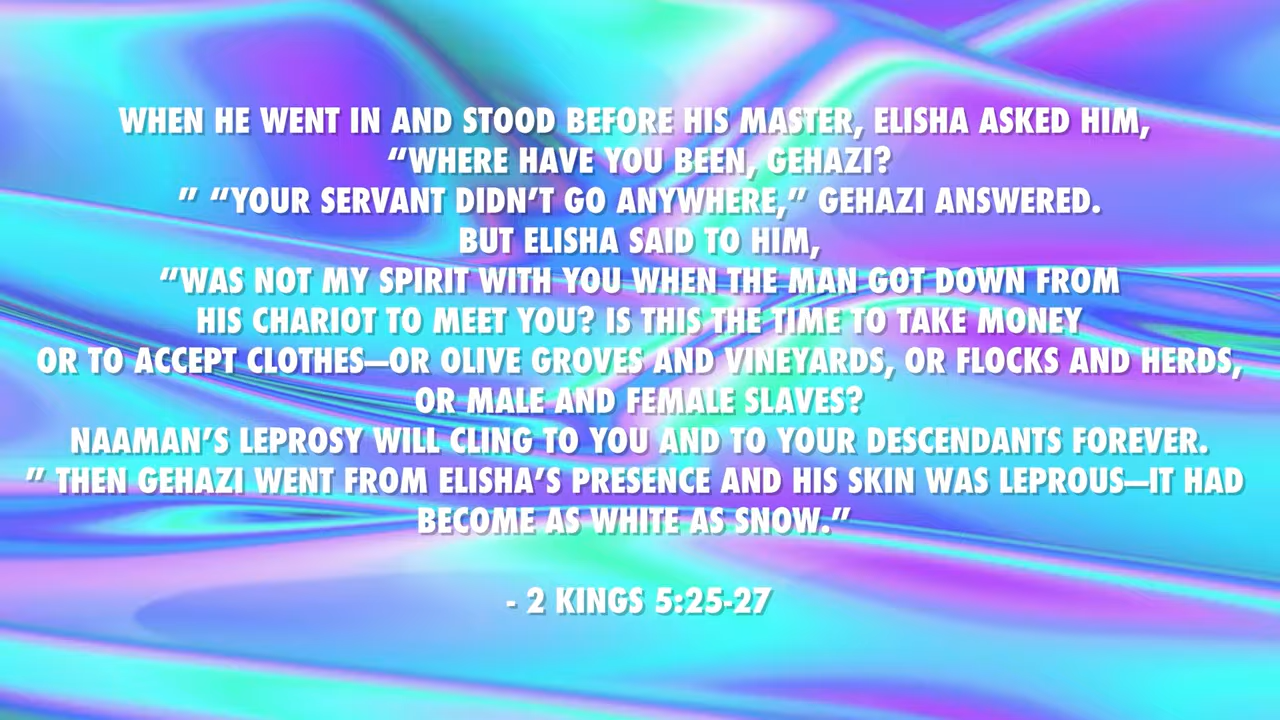 WHEN HE WENT IN AND STOOD BEFORE HIS MASTER, ELISHA ASKED HIM,
“WHERE HAVE YOU BEEN, GEHAZI?
” “YOUR SERVANT DIDN’T GO ANYWHERE,” GEHAZI ANSWERED.
BUT ELISHA SAID TO HIM,
“WAS NOT MY SPIRIT WITH YOU WHEN THE MAN GOT DOWN FROM
HIS CHARIOT TO MEET YOU? IS THIS THE TIME TO TAKE MONEY
OR TO ACCEPT CLOTHES—OR OLIVE GROVES AND VINEYARDS, OR FLOCKS AND HERDS,
OR MALE AND FEMALE SLAVES?
NAAMAN’S LEPROSY WILL CLING TO YOU AND TO YOUR DESCENDANTS FOREVER.
” THEN GEHAZI WENT FROM ELISHA’S PRESENCE AND HIS SKIN WAS LEPROUS—IT HAD
BECOME AS WHITE AS SNOW.”
- 2 KINGS 5:25-27